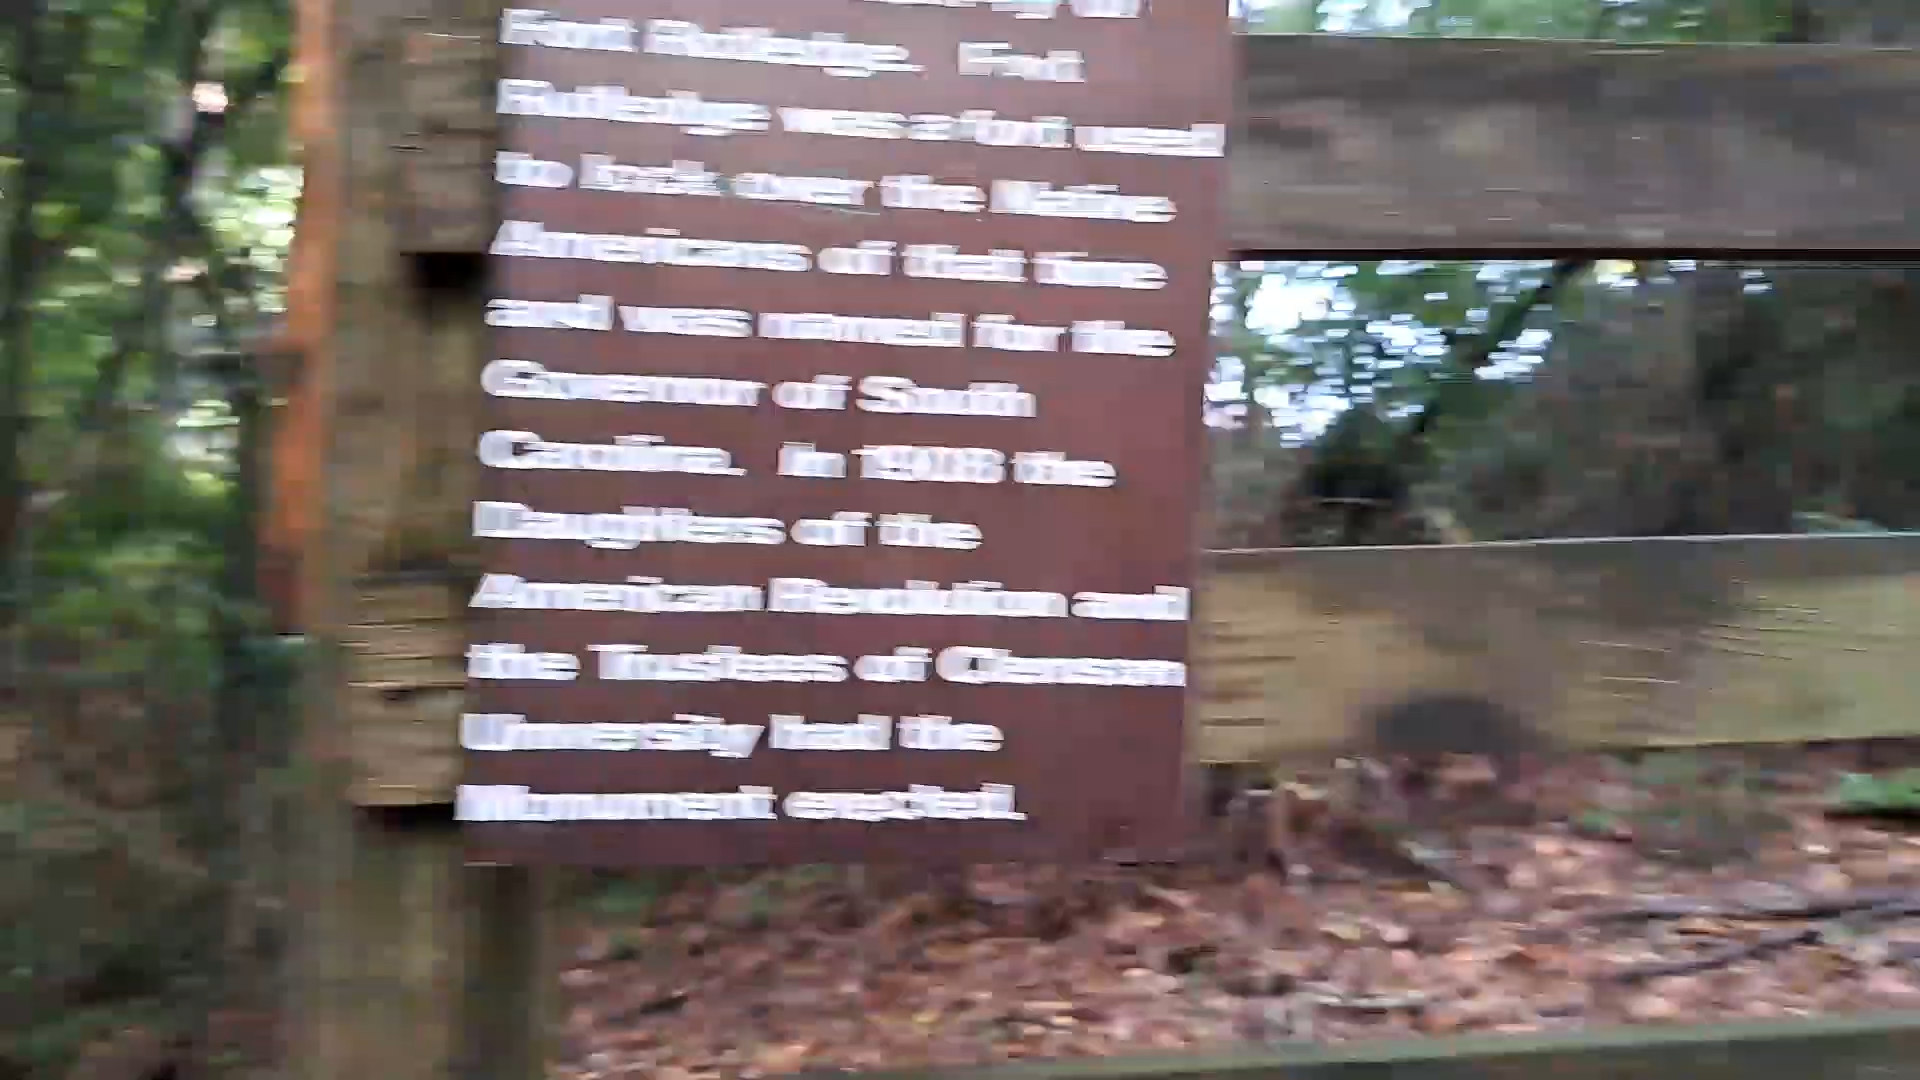 Fort Rutledge. Fort
Rutledge was a fort used
to look over the Native
Americans of that time
and was named for the
Governor of South
Carolina. In 1908 the
Daughters of the
American Revolution and
the Trustees of Clemson
University had the
Monument erected.